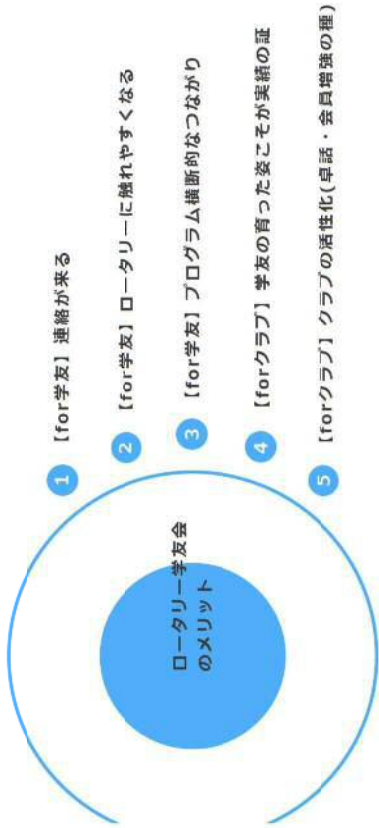 ロータリー学友会
のメリット
1 【for学友】連絡が来る
2 【for学友】ロータリーに触れやすくなる
3 【for学友】プログラム横断的なつながり
4 【forクラブ】学友の育った姿こそが実績の証
5 【forクラブ】クラブの活性化(卓話・会員増強の種)